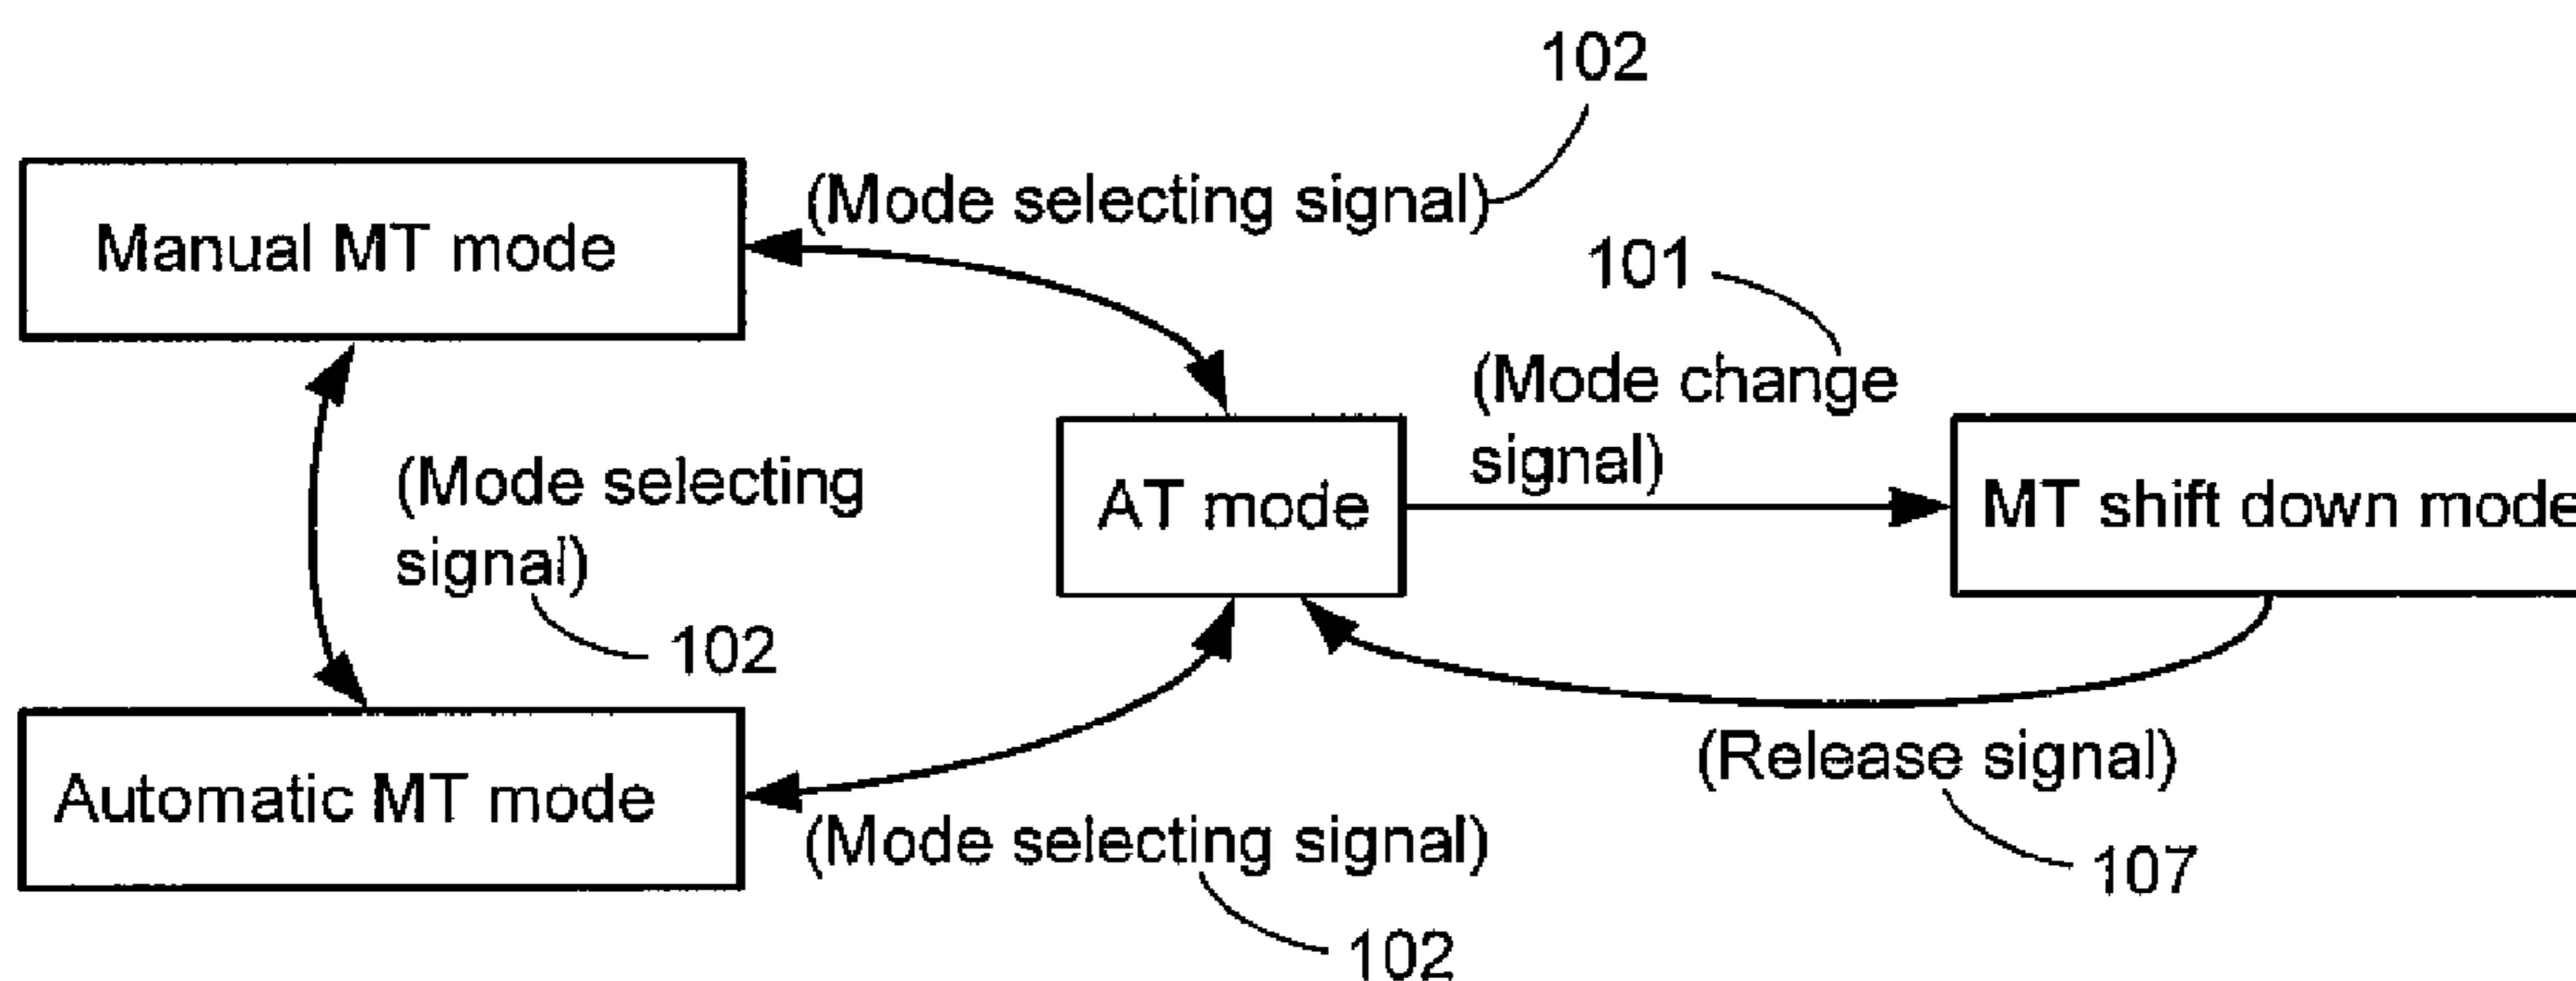 102
Manual MT mode
(Mode selecting signal)
101
(Mode change
signal)
(Mode selecting
signal)
102
AT mode
MT shift down mode
Automatic MT mode
(Mode selecting signal)
102
(Release signal)
107